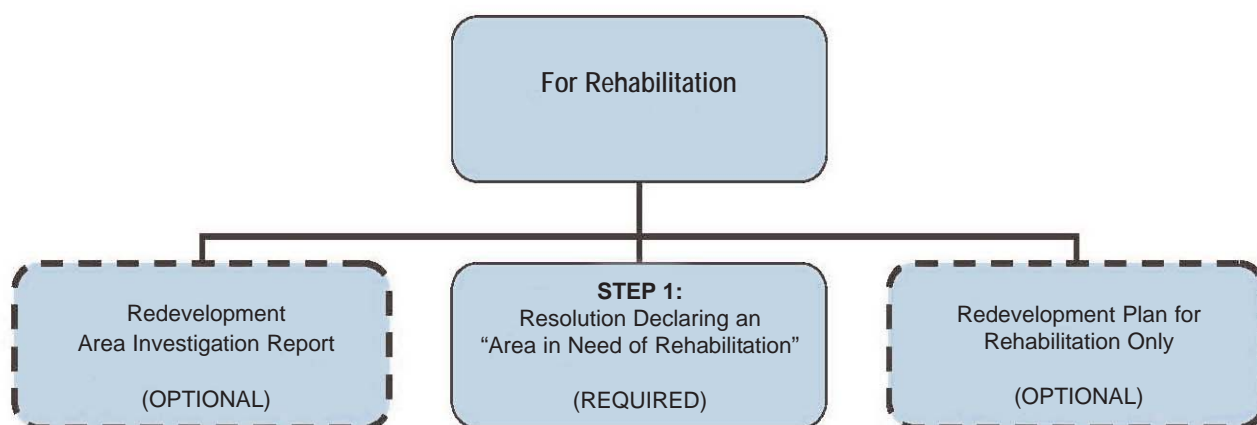 For Rehabilitation
Redevelopment
Area Investigation Report
(OPTIONAL)
STEP 1:
Resolution Declaring an
“Area in Need of Rehabilitation”
(REQUIRED)
Redevelopment Plan for
Rehabilitation Only
(OPTIONAL)